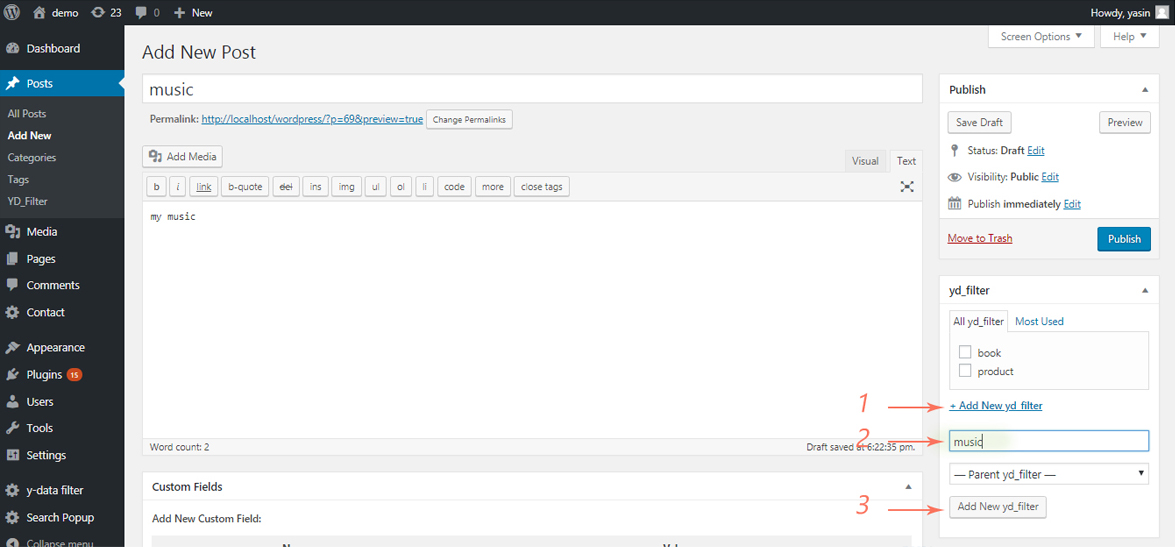 demo 23 0 New Howdy, yasin
Screen Options Help
Dashboard
Posts
All Posts
Add New
Categories
Tags
YD_Filter
Media
Pages
Comments
Contact
Appearance
Plugins 15
Users
Tools
Settings
y-data filter
Search Popup
Collapse menu
Add New Post
music
Permalink: http://localhost/wordpress/?p=69&preview=true Change Permalinks
Add Media Visual Text
b i link b-quote del ins img ul ol li code more close tags
my music
Word count: 2 Draft saved at 6:22:35 pm.
Custom Fields
Add New Custom Field:
Publish
Save Draft Preview
Status: Draft Edit
Visibility: Public Edit
Publish immediately Edit
Move to Trash Publish
yd_filter
All yd_filter Most Used
book
product
1 + Add New yd_filter
2 music
— Parent yd_filter —
3 Add New yd_filter